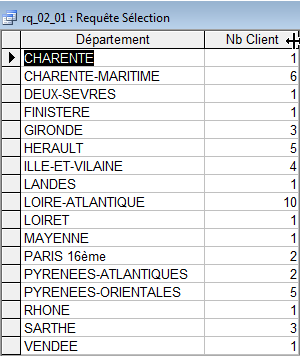 rq_02_01 : Requête Sélection
Département Nb Client
CHARENTE 1
CHARENTE-MARITIME 6
DEUX-SEVRES 1
FINISTERE 1
GIRONDE 3
HERAULT 5
ILLE-ET-VILAINE 4
LANDES 1
LOIRE-ATLANTIQUE 10
LOIRET 1
MAYENNE 1
PARIS 16ème 2
PYRENEES-ATLANTIQUES 2
PYRENEES-ORIENTALES 5
RHONE 1
SARTHE 3
VENDEE 1